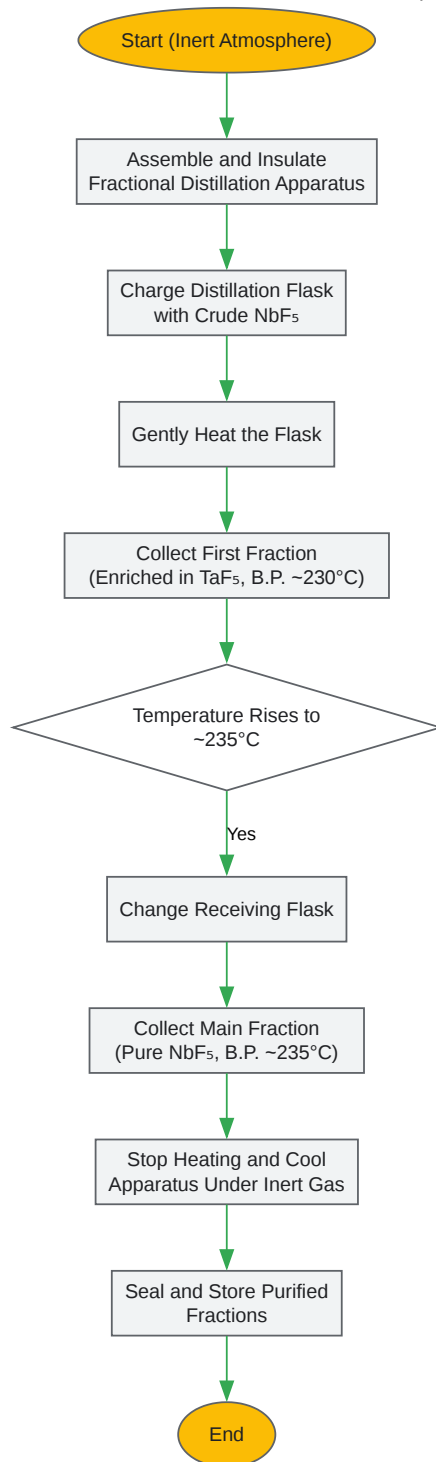 Start (Inert Atmosphere)
Assemble and Insulate
Fractional Distillation Apparatus
Charge Distillation Flask
with Crude NbF₅
Gently Heat the Flask
Collect First Fraction
(Enriched in TaF₅, B.P. ~230°C)
Temperature Rises to
~235°C
Yes
Change Receiving Flask
Collect Main Fraction
(Pure NbF₅, B.P. ~235°C)
Stop Heating and Cool
Apparatus Under Inert Gas
Seal and Store Purified
Fractions
End